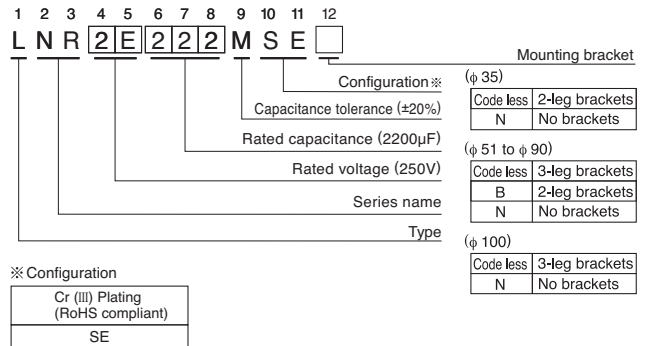 1 2 3 4 5 6 7 8 9 10 11 12
L N R 2 E 2 2 2 M S E
Mounting bracket
Configuration※
Capacitance tolerance (±20%)
Rated capacitance (2200µF)
Rated voltage (250V)
Series name
Type
(ϕ 35)
Code less 2-leg brackets
N No brackets
(ϕ 51 to ϕ 90)
Code less 3-leg brackets
B 2-leg brackets
N No brackets
(ϕ 100)
Code less 3-leg brackets
N No brackets
※Configuration
Cr (III) Plating
(RoHS compliant)
SE